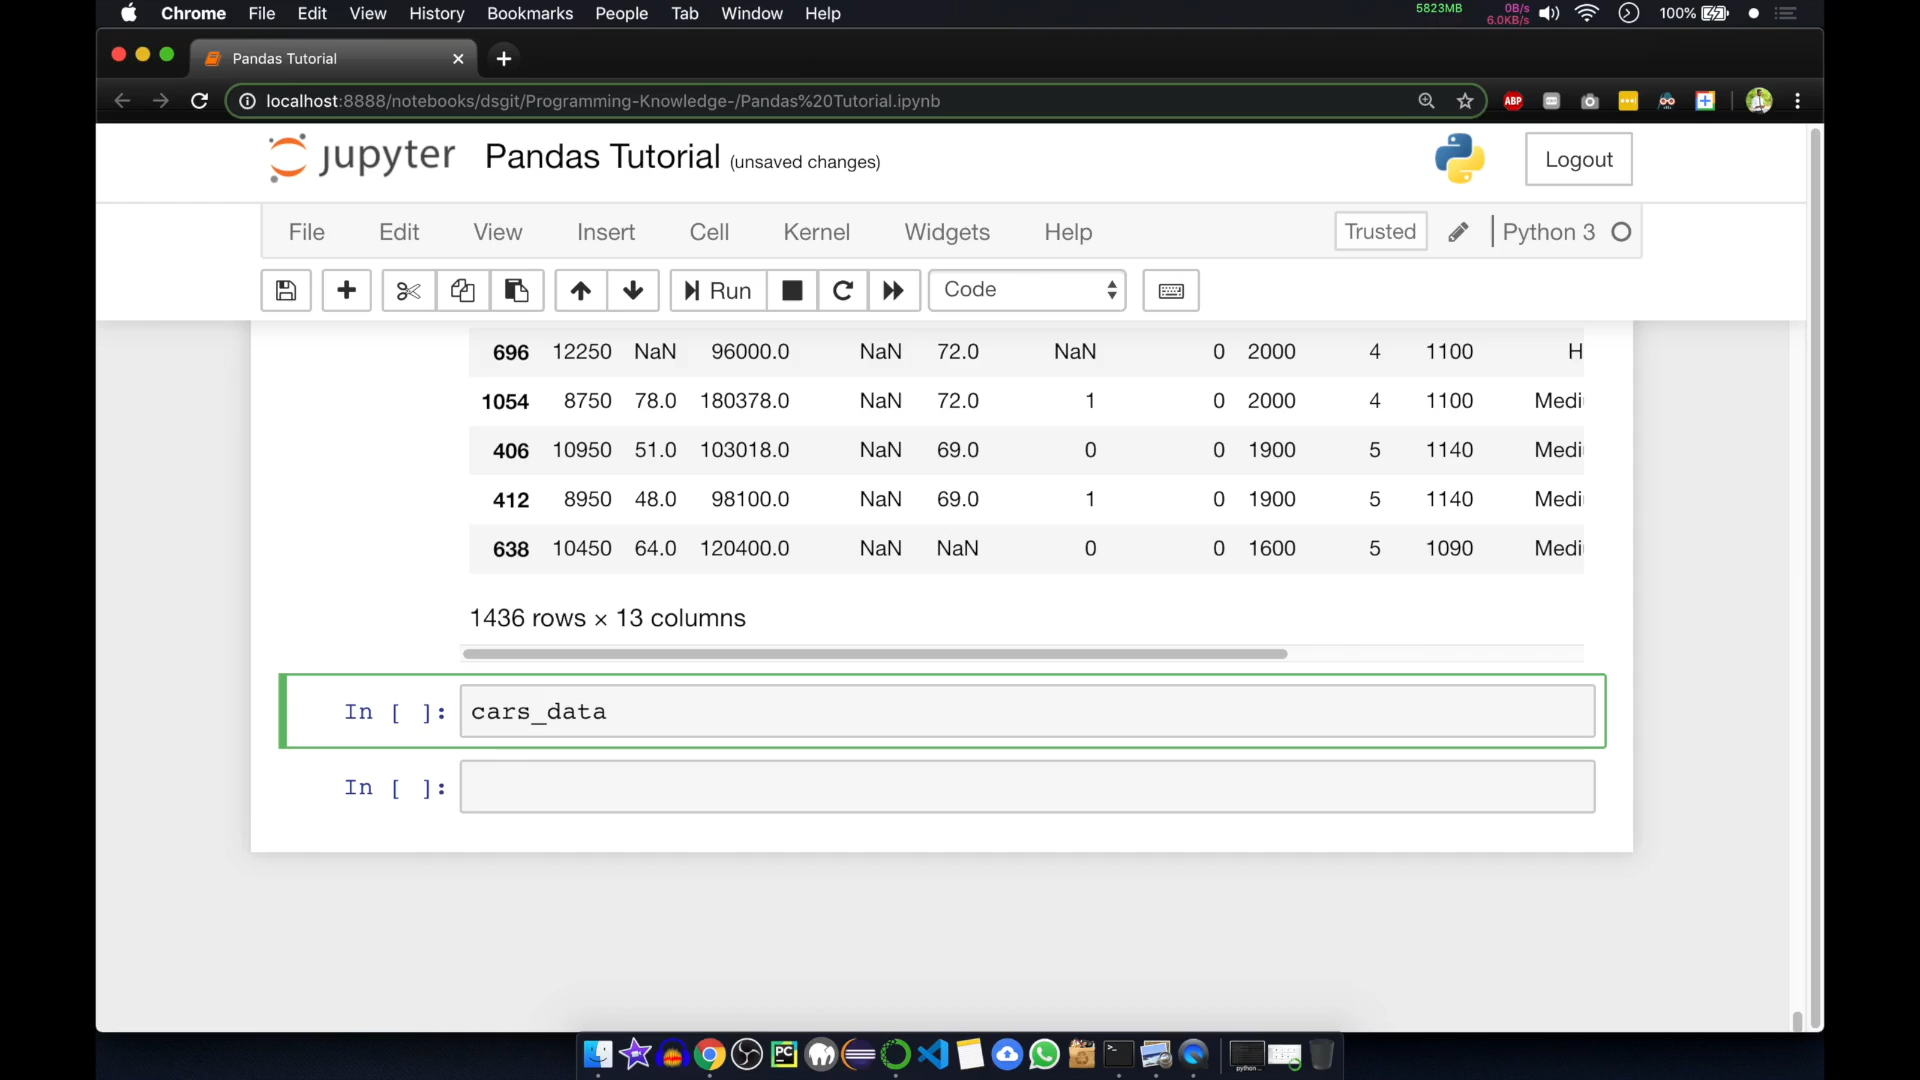 Chrome File Edit View History Bookmarks People Tab Window Help 5823MB 0B/s 6.0KB/s 100%
Pandas Tutorial
localhost:8888/notebooks/dsgit/Programming-Knowledge-/Pandas%20Tutorial.ipynb ABP
jupyter Pandas Tutorial (unsaved changes) Logout
File Edit View Insert Cell Kernel Widgets Help Trusted Python 3
Run Code
696 12250 NaN 96000.0 NaN 72.0 NaN 0 2000 4 1100 H
1054 8750 78.0 180378.0 NaN 72.0 1 0 2000 4 1100 Medi
406 10950 51.0 103018.0 NaN 69.0 0 0 1900 5 1140 Medi
412 8950 48.0 98100.0 NaN 69.0 1 0 1900 5 1140 Medi
638 10450 64.0 120400.0 NaN NaN 0 0 1600 5 1090 Medi
1436 rows × 13 columns
In [ ]: cars_data
In [ ]:
PC
python